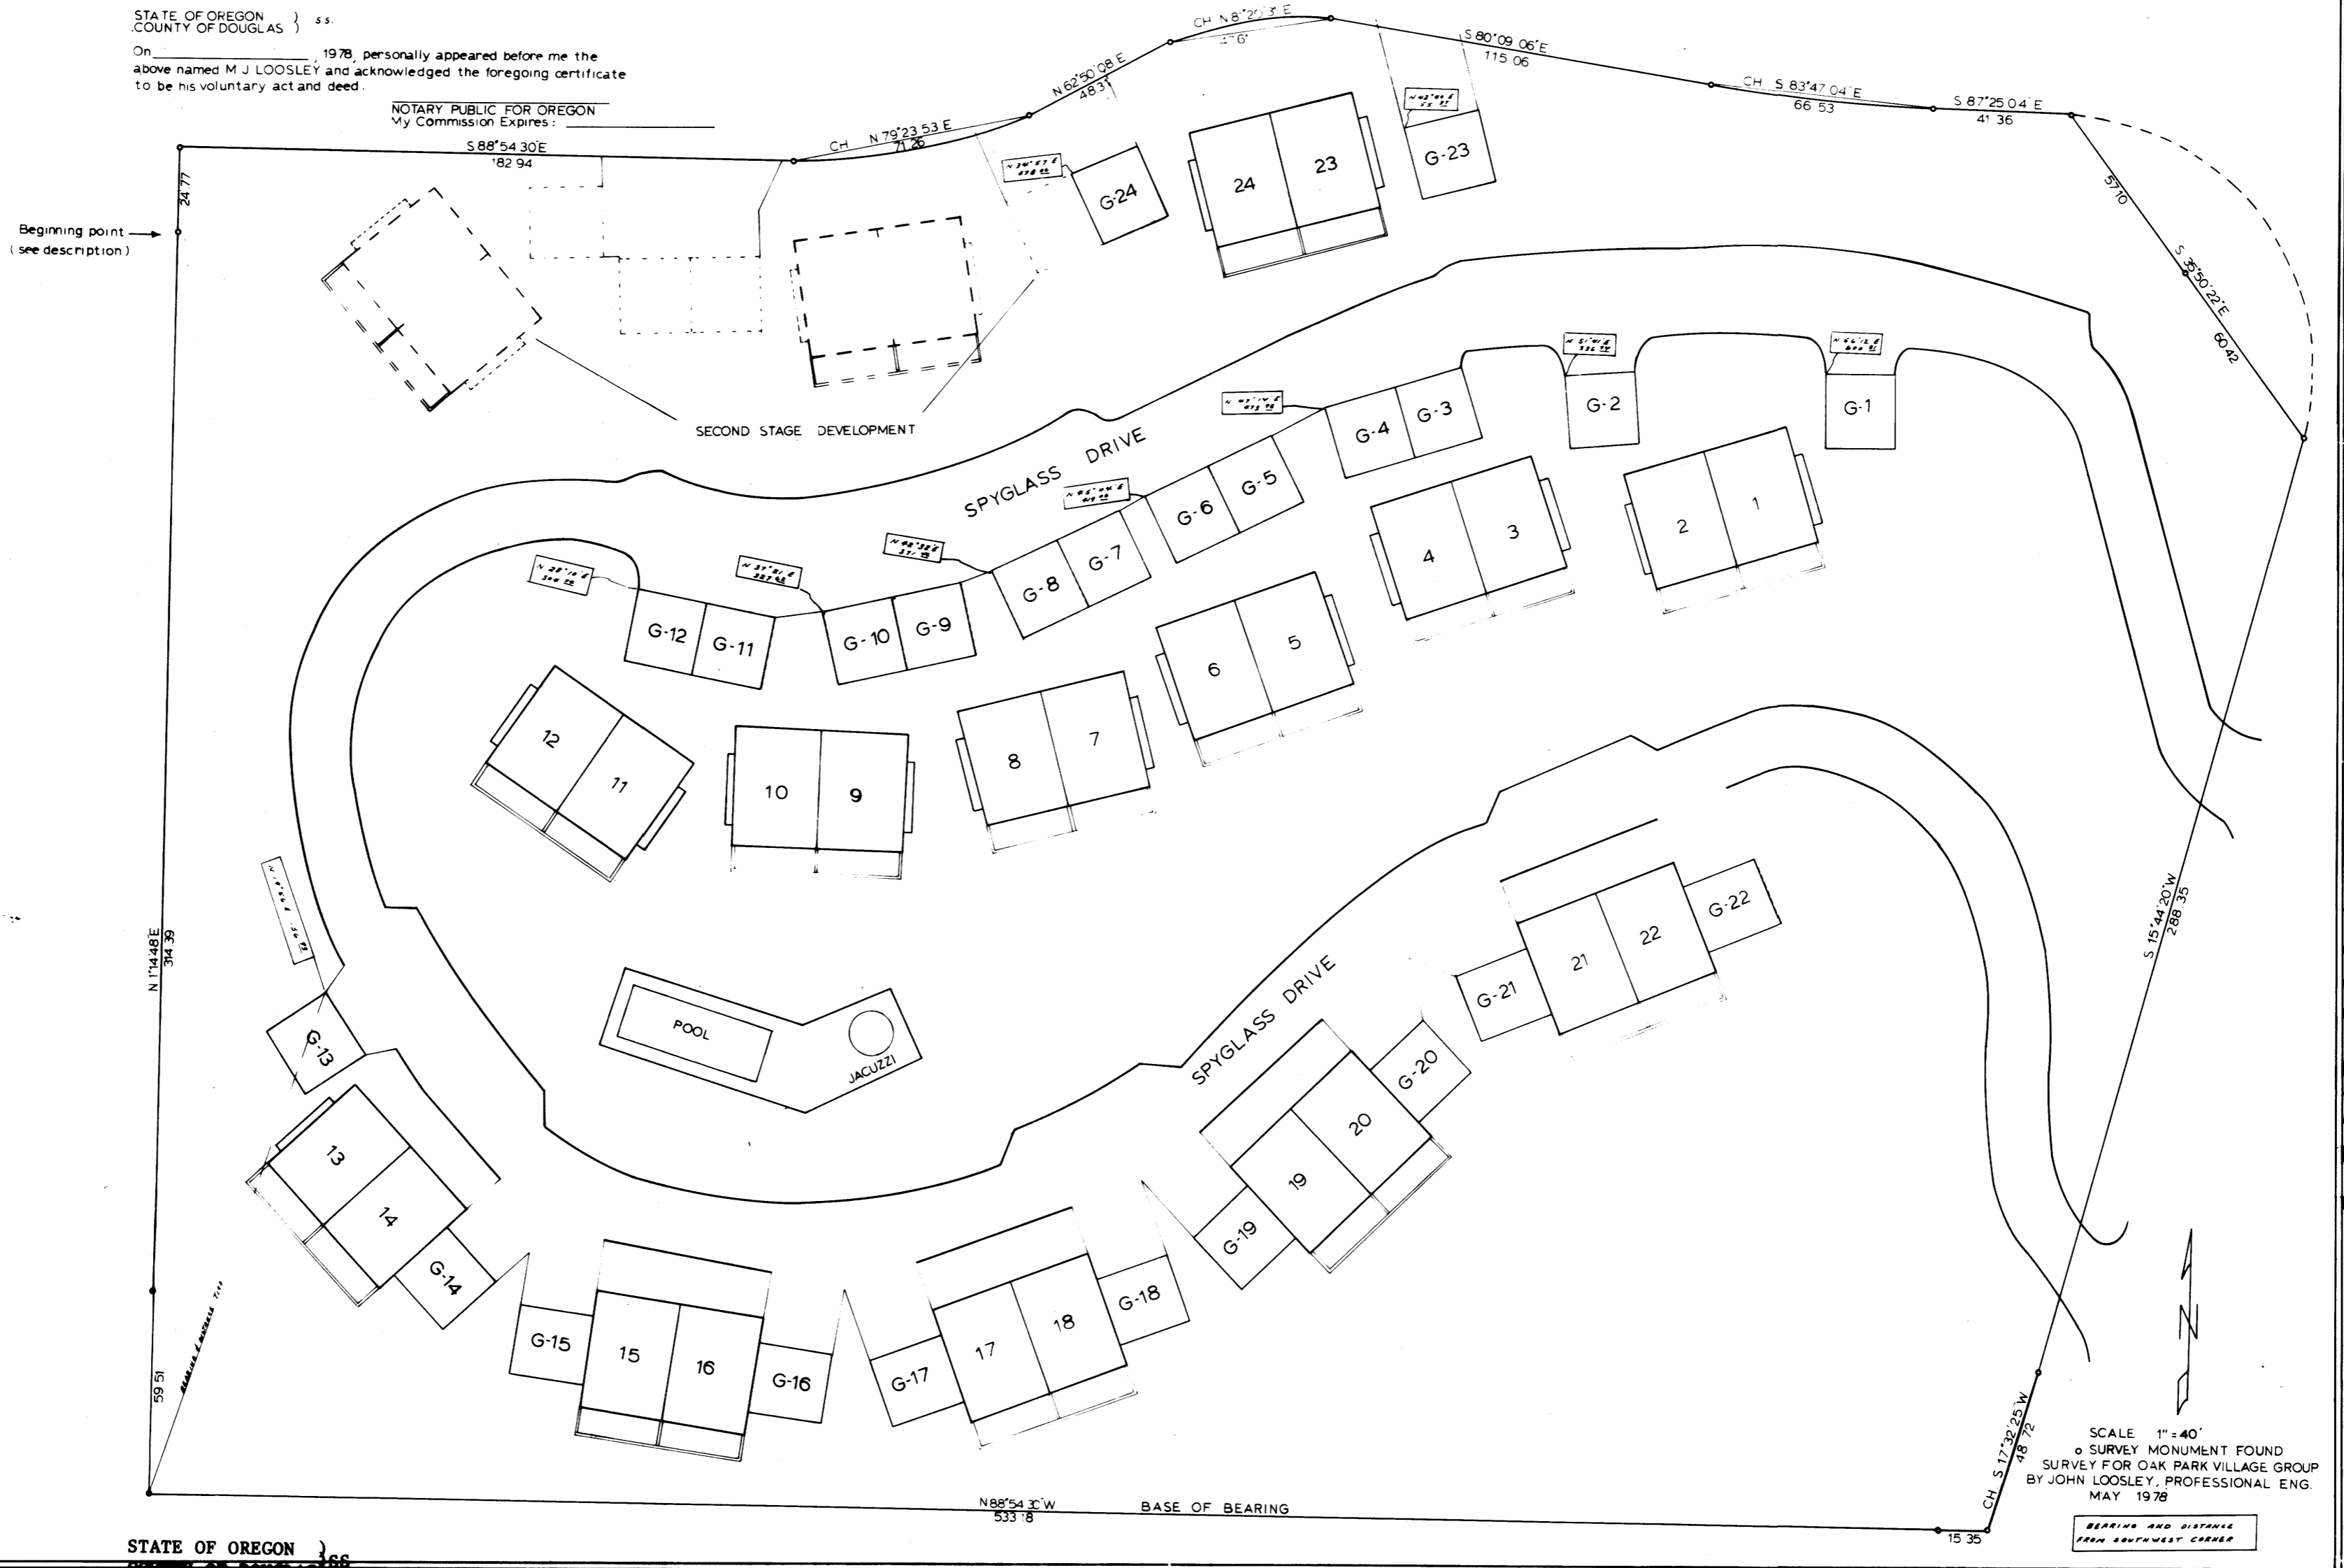 STATE OF OREGON ) ss.
COUNTY OF DOUGLAS )
On , 1978, personally appeared before me the
above named M J LOOSLEY and acknowledged the foregoing certificate
to be his voluntary act and deed.
NOTARY PUBLIC FOR OREGON
My Commission Expires:
S 88°54 30"E
182 94
24.77
Beginning point
(see description)
CH N 79°23 53 E
71.26
N 62°50'08 E
48.3
CH
S 80°09 06"E
115 06
CH S 83°47 04"E
66 53
S 87°25 04"E
41 36
57.10
S 35°50'22"E
60.42
G-24
24
23
G-23
SECOND STAGE DEVELOPMENT
SPYGLASS DRIVE
G-4
G-3
G-2
G-1
G-6
G-5
G-8
G-7
G-12
G-11
G-10
G-9
4
3
2
1
6
5
8
7
12
11
10
9
N 1°14'48"E
314.39
G-13
POOL
JACUZZI
SPYGLASS DRIVE
G-21
21
22
G-22
S 15°44'20"W
288.35
13
14
G-14
G-19
19
20
G-20
G-15
15
16
G-16
G-17
17
18
G-18
59 51
BEARING & DISTANCE TIES
N 88°54 30"W
533 18
BASE OF BEARING
15 35
CH S 17°32'25"W
48 72
N
SCALE 1"=40'
o SURVEY MONUMENT FOUND
SURVEY FOR OAK PARK VILLAGE GROUP
BY JOHN LOOSLEY, PROFESSIONAL ENG.
MAY 1978
BEARING AND DISTANCE
FROM SOUTHWEST CORNER
STATE OF OREGON )